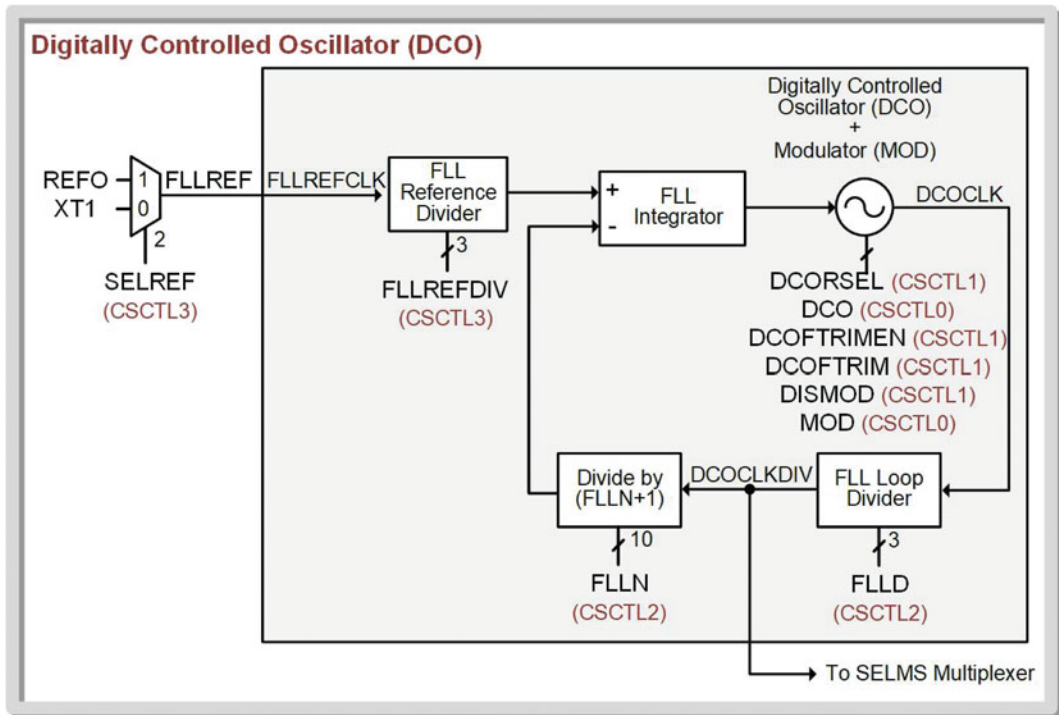 Digitally Controlled Oscillator (DCO)
Digitally Controlled
Oscillator (DCO)
+
Modulator (MOD)
REFO
1
XT1
0
FLLREF
FLLREFCLK
2
SELREF
(CSCTL3)
FLL
Reference
Divider
3
FLLREFDIV
(CSCTL3)
+
-
FLL
Integrator
DCOCLK
DCORSEL (CSCTL1)
DCO (CSCTL0)
DCOFTRIMEN (CSCTL1)
DCOFTRIM (CSCTL1)
DISMOD (CSCTL1)
MOD (CSCTL0)
Divide by
(FLLN+1)
10
FLLN
(CSCTL2)
DCOCLKDIV
FLL Loop
Divider
3
FLLD
(CSCTL2)
To SELMS Multiplexer